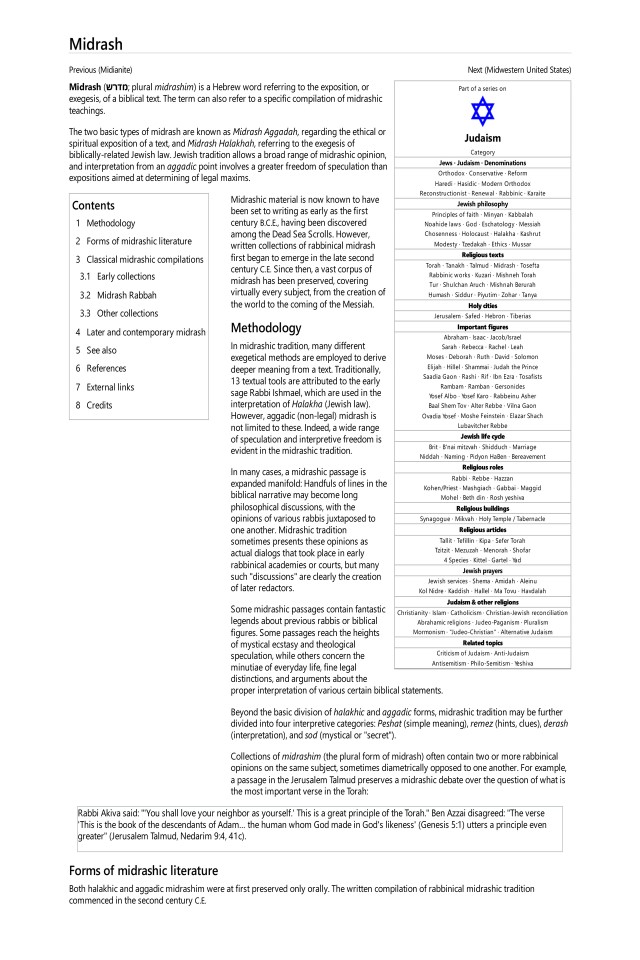 Midrash
Previous (Midianite)
Next (Midwestern United States)
Midrash (מדרש; plural midrashim) is a Hebrew word referring to the exposition, or
exegesis, of a biblical text. The term can also refer to a specific compilation of midrashic
teachings.
The two basic types of midrash are known as Midrash Aggadah, regarding the ethical or
spiritual exposition of a text, and Midrash Halakhah, referring to the exegesis of
biblically-related Jewish law. Jewish tradition allows a broad range of midrashic opinion,
and interpretation from an aggadic point involves a greater freedom of speculation than
expositions aimed at determining of legal maxims.
Contents
1 Methodology
2 Forms of midrashic literature
3 Classical midrashic compilations
3.1 Early collections
3.2 Midrash Rabbah
3.3 Other collections
4 Later and contemporary midrash
5 See also
6 References
7 External links
8 Credits
Midrashic material is now known to have
been set to writing as early as the first
century B.C.E., having been discovered
among the Dead Sea Scrolls. However,
written collections of rabbinical midrash
first began to emerge in the late second
century C.E. Since then, a vast corpus of
midrash has been preserved, covering
virtually every subject, from the creation of
the world to the coming of the Messiah.
Methodology
In midrashic tradition, many different
exegetical methods are employed to derive
deeper meaning from a text. Traditionally,
13 textual tools are attributed to the early
sage Rabbi Ismael, which are used in the
interpretation of Halakha (Jewish law).
However, aggadic (non-legal) midrash is
not limited to these. Indeed, a wide range
of speculation and interpretive freedom is
evident in the midrashic tradition.
In many cases, a midrashic passage is
expanded manifold: Handfuls of lines in the
biblical narrative may become long
philosophical discussions, with the
opinions of various rabbis juxtaposed to
one another. Midrashic tradition
sometimes presents these opinions as
actual dialogs that took place in early
rabbinical academies or courts, but many
such "discussions" are clearly the creation
of later redactors.
Some midrashic passages contain fantastic
legends about previous rabbis or biblical
figures. Some passages reach the heights
of mystical ecstasy and theological
speculation, while others concern the
minutiae of everyday life, fine legal
distinctions, and arguments about the
proper interpretation of various certain biblical statements.
Beyond the basic division of halakhic and aggadic forms, midrashic tradition may be further
divided into four interpretive categories: Peshat (simple meaning), remez (hints, clues), derash
(interpretation), and sod (mystical or "secret").
Collections of midrashim (the plural form of midrash) often contain two or more rabbinical
opinions on the same subject, sometimes diametrically opposed to one another. For example,
a passage in the Jerusalem Talmud preserves a midrashic debate over the question of what is
the most important verse in the Torah:
Part of a series on
Judaism
Category
Jews · Judaism · Denominations
Orthodox · Conservative · Reform
Haredi · Hasidic · Modern Orthodox
Reconstructionist · Renewal · Rabbinic · Karaite
Jewish philosophy
Principles of faith · Minyan · Kabbalah
Noahide laws · God · Eschatology · Messiah
Chosenness · Holocaust · Halakha · Kashrut
Modesty · Tzedakah · Ethics · Mussar
Religious texts
Torah · Tanakh · Talmud · Midrash · Tosefta
Rabbinic works · Kuzari · Mishneh Torah
Tur · Shulchan Aruch · Mishnah Berurah
Humash · Siddur · Piyutim · Zohar · Tanya
Holy cities
Jerusalem · Safed · Hebron · Tiberias
Important figures
Abraham · Isaac · Jacob/Israel
Sarah · Rebecca · Rachel · Leah
Moses · Deborah · Ruth · David · Solomon
Elijah · Hillel · Shammai · Judah the Prince
Saadia Gaon · Rashi · Rif · Ibn Ezra · Tosafists
Rambam · Ramban · Gersonides
Yosef Albo · Yosef Karo · Rabbeinu Asher
Baal Shem Tov · Alter Rebbe · Vilna Gaon
Ovadia Yosef · Moshe Feinstein · Elazar Shach
Lubavitcher Rebbe
Jewish life cycle
Brit · B'nai mitzvah · Shidduch · Marriage
Niddah · Naming · Pidyon HaBen · Bereavement
Religious roles
Rabbi · Rebbe · Hazzan
Kohen/Priest · Mashgiach · Gabbai · Maggid
Mohel · Beth din · Rosh yeshiva
Religious buildings
Synagogue · Mikvah · Holy Temple / Tabernacle
Religious articles
Tallit · Tefillin · Kipa · Sefer Torah
Tzitzit · Mezuzah · Menorah · Shofar
4 Species · Kittel · Gartel · Yad
Jewish prayers
Jewish services · Shema · Amidah · Aleinu
Kol Nidre · Kaddish · Hallel · Ma Tovu · Havdalah
Judaism & other religions
Christianity · Islam · Catholicism · Christian-Jewish reconciliation
Abrahamic religions · Judeo-Paganism · Pluralism
Mormonism · "Judeo-Christian" · Alternative Judaism
Related topics
Criticism of Judaism · Anti-Judaism
Antisemitism · Philo-Semitism · Yeshiva
Rabbi Akiva said: "'You shall love your neighbor as yourself.' This is a great principle of the Torah." Ben Azzai disagreed: "The verse
'This is the book of the descendants of Adam... the human whom God made in God's likeness' (Genesis 5:1) utters a principle even
greater" (Jerusalem Talmud, Nedarim 9:4, 41c).
Forms of midrashic literature
Both halakhic and aggadic midrashim were at first preserved only orally. The written compilation of rabbinical midrashic tradition
commenced in the second century C.E.